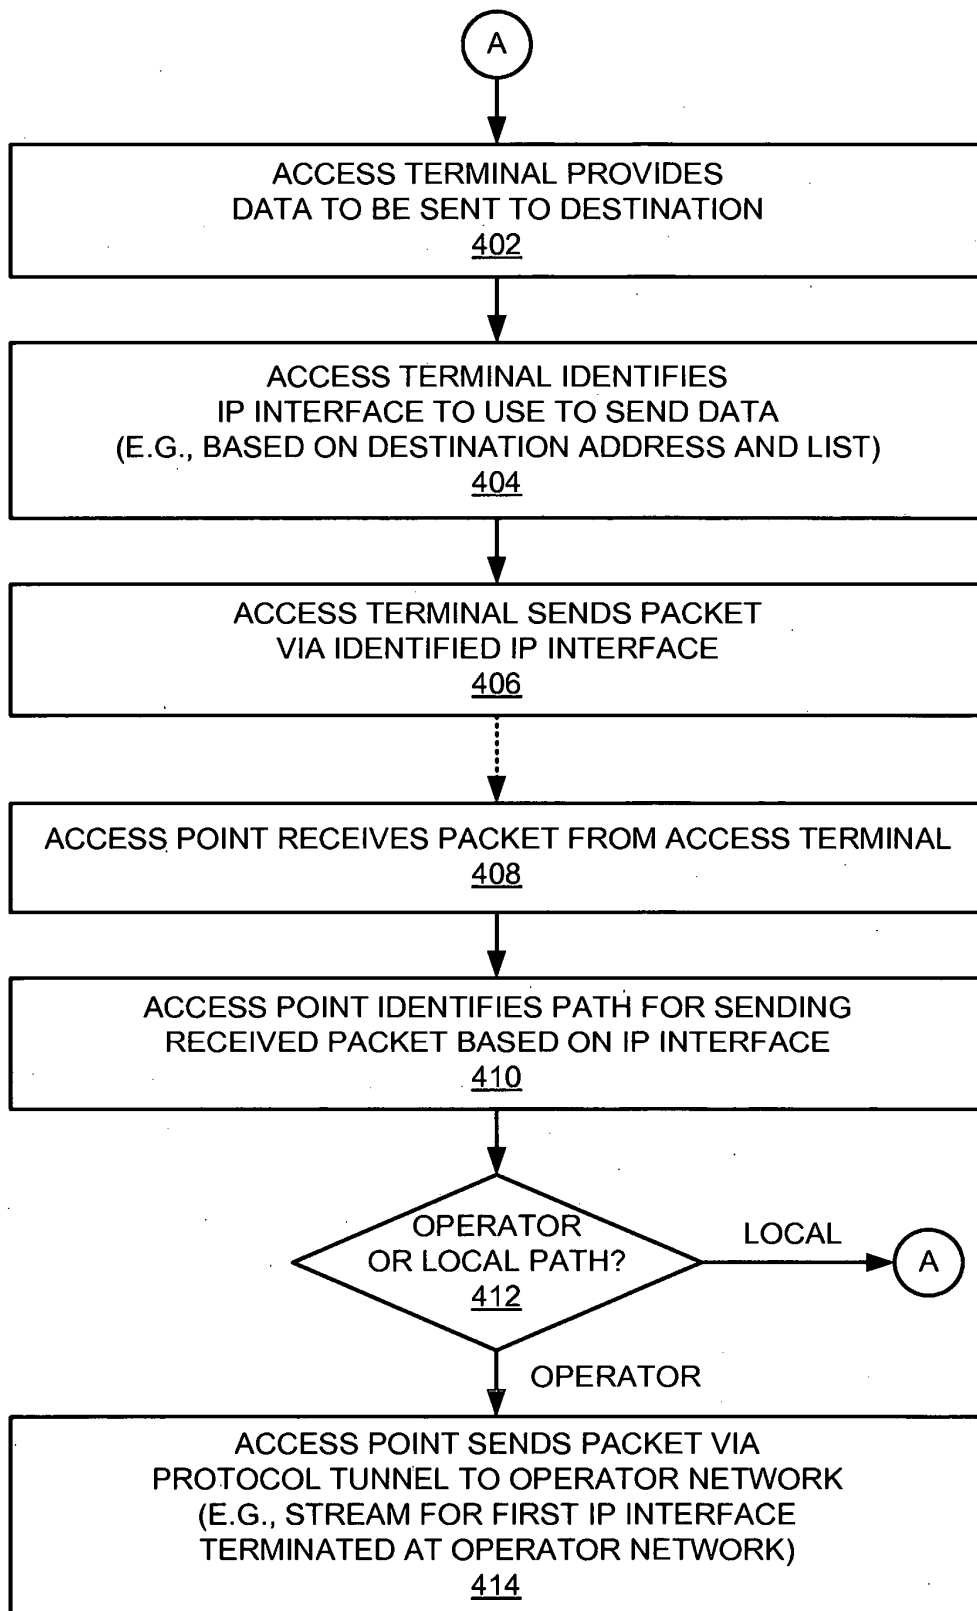 A
ACCESS TERMINAL PROVIDES
DATA TO BE SENT TO DESTINATION
402
ACCESS TERMINAL IDENTIFIES
IP INTERFACE TO USE TO SEND DATA
(E.G., BASED ON DESTINATION ADDRESS AND LIST)
404
ACCESS TERMINAL SENDS PACKET
VIA IDENTIFIED IP INTERFACE
406
ACCESS POINT RECEIVES PACKET FROM ACCESS TERMINAL
408
ACCESS POINT IDENTIFIES PATH FOR SENDING
RECEIVED PACKET BASED ON IP INTERFACE
410
OPERATOR
OR LOCAL PATH?
412
LOCAL
A
OPERATOR
ACCESS POINT SENDS PACKET VIA
PROTOCOL TUNNEL TO OPERATOR NETWORK
(E.G., STREAM FOR FIRST IP INTERFACE
TERMINATED AT OPERATOR NETWORK)
414